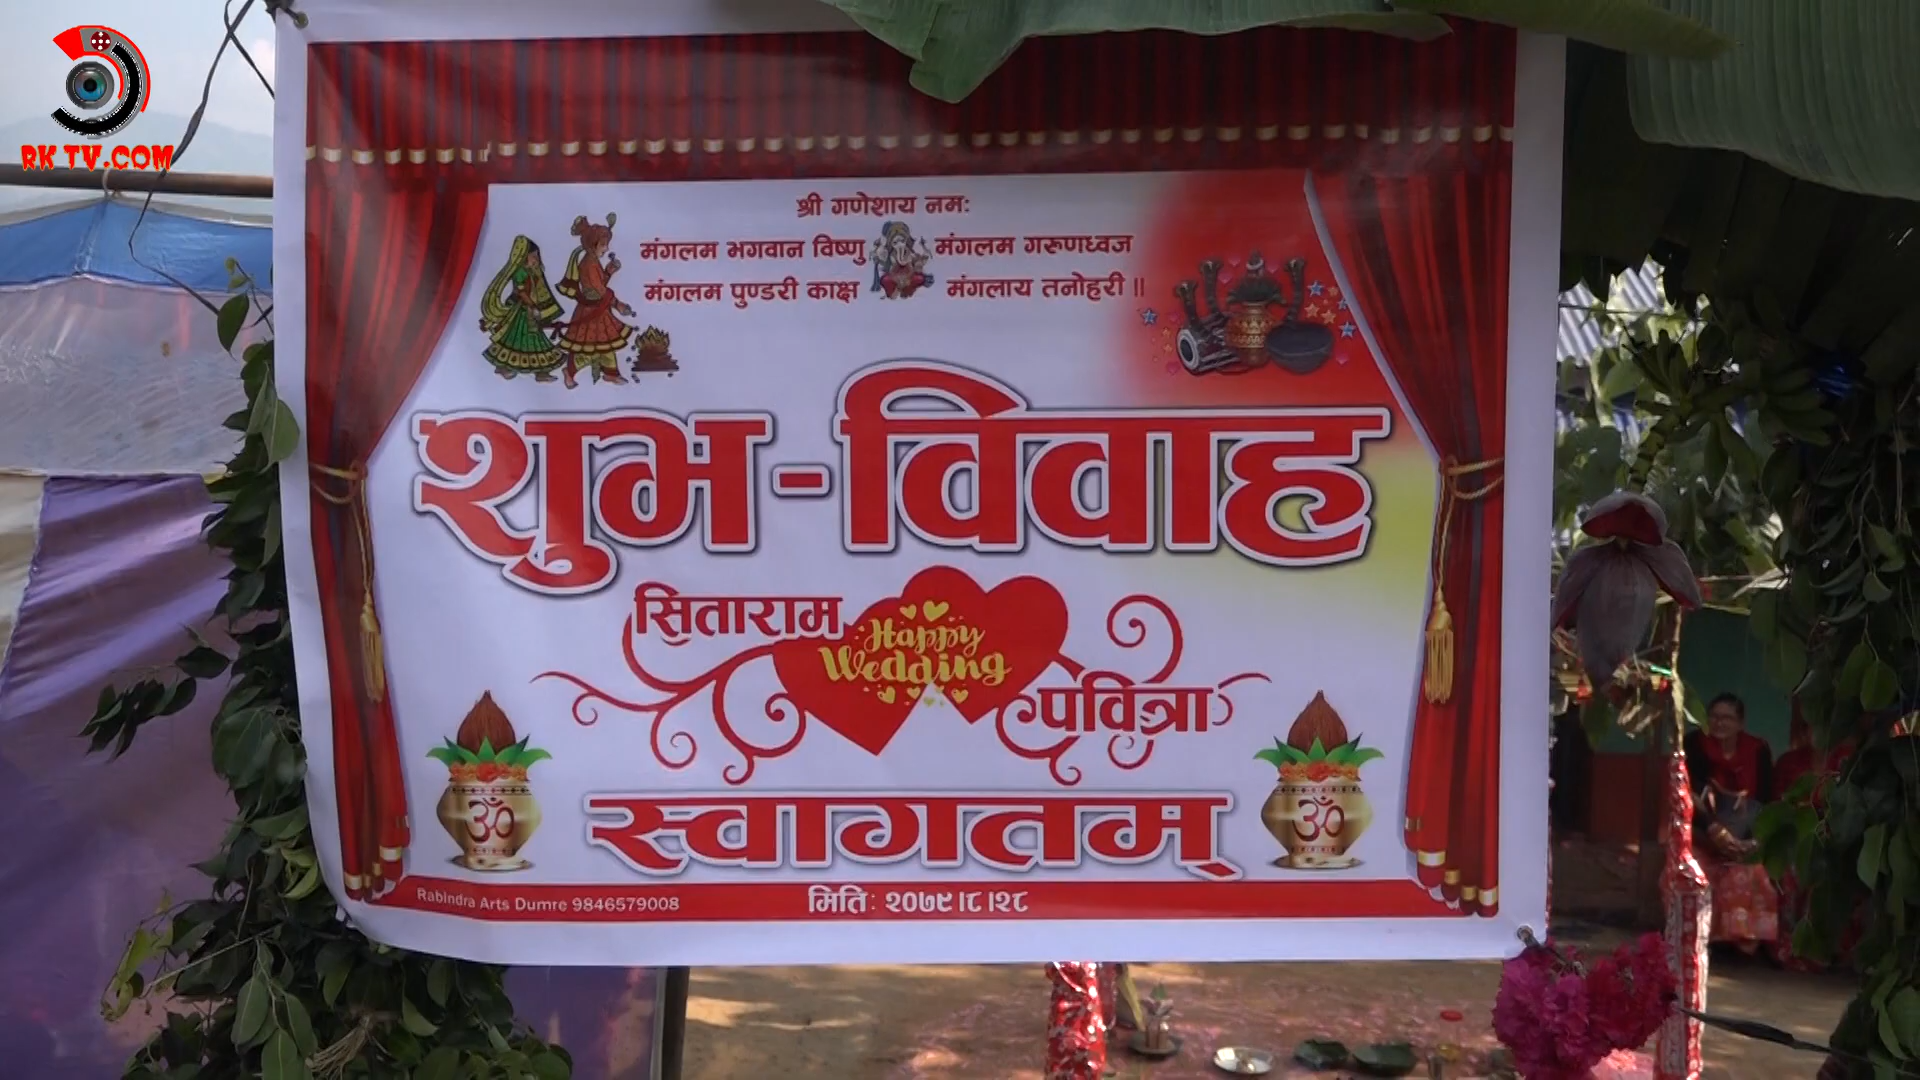 RK TV.COM
श्री गणेशाय नमः
मंगलम भगवान विष्णु मंगलम गरुणध्वज
मंगलम पुण्डरी काक्ष मंगलाय तनोहरी ॥
शुभ-विवाह
सिताराम
Happy
Wedding
पवित्रा
ॐ ॐ
स्वागतम्
Rabindra Arts Dumre 9846579008
मिति: २०७९।८।२८